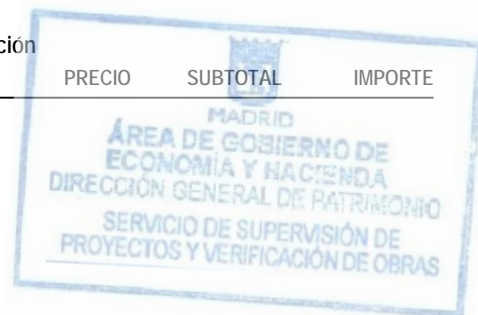 ción
PRECIO SUBTOTAL IMPORTE
MADRID
ÁREA DE GOBIERNO DE
ECONOMÍA Y HACIENDA
DIRECCIÓN GENERAL DE PATRIMONIO
SERVICIO DE SUPERVISIÓN DE
PROYECTOS Y VERIFICACIÓN DE OBRAS